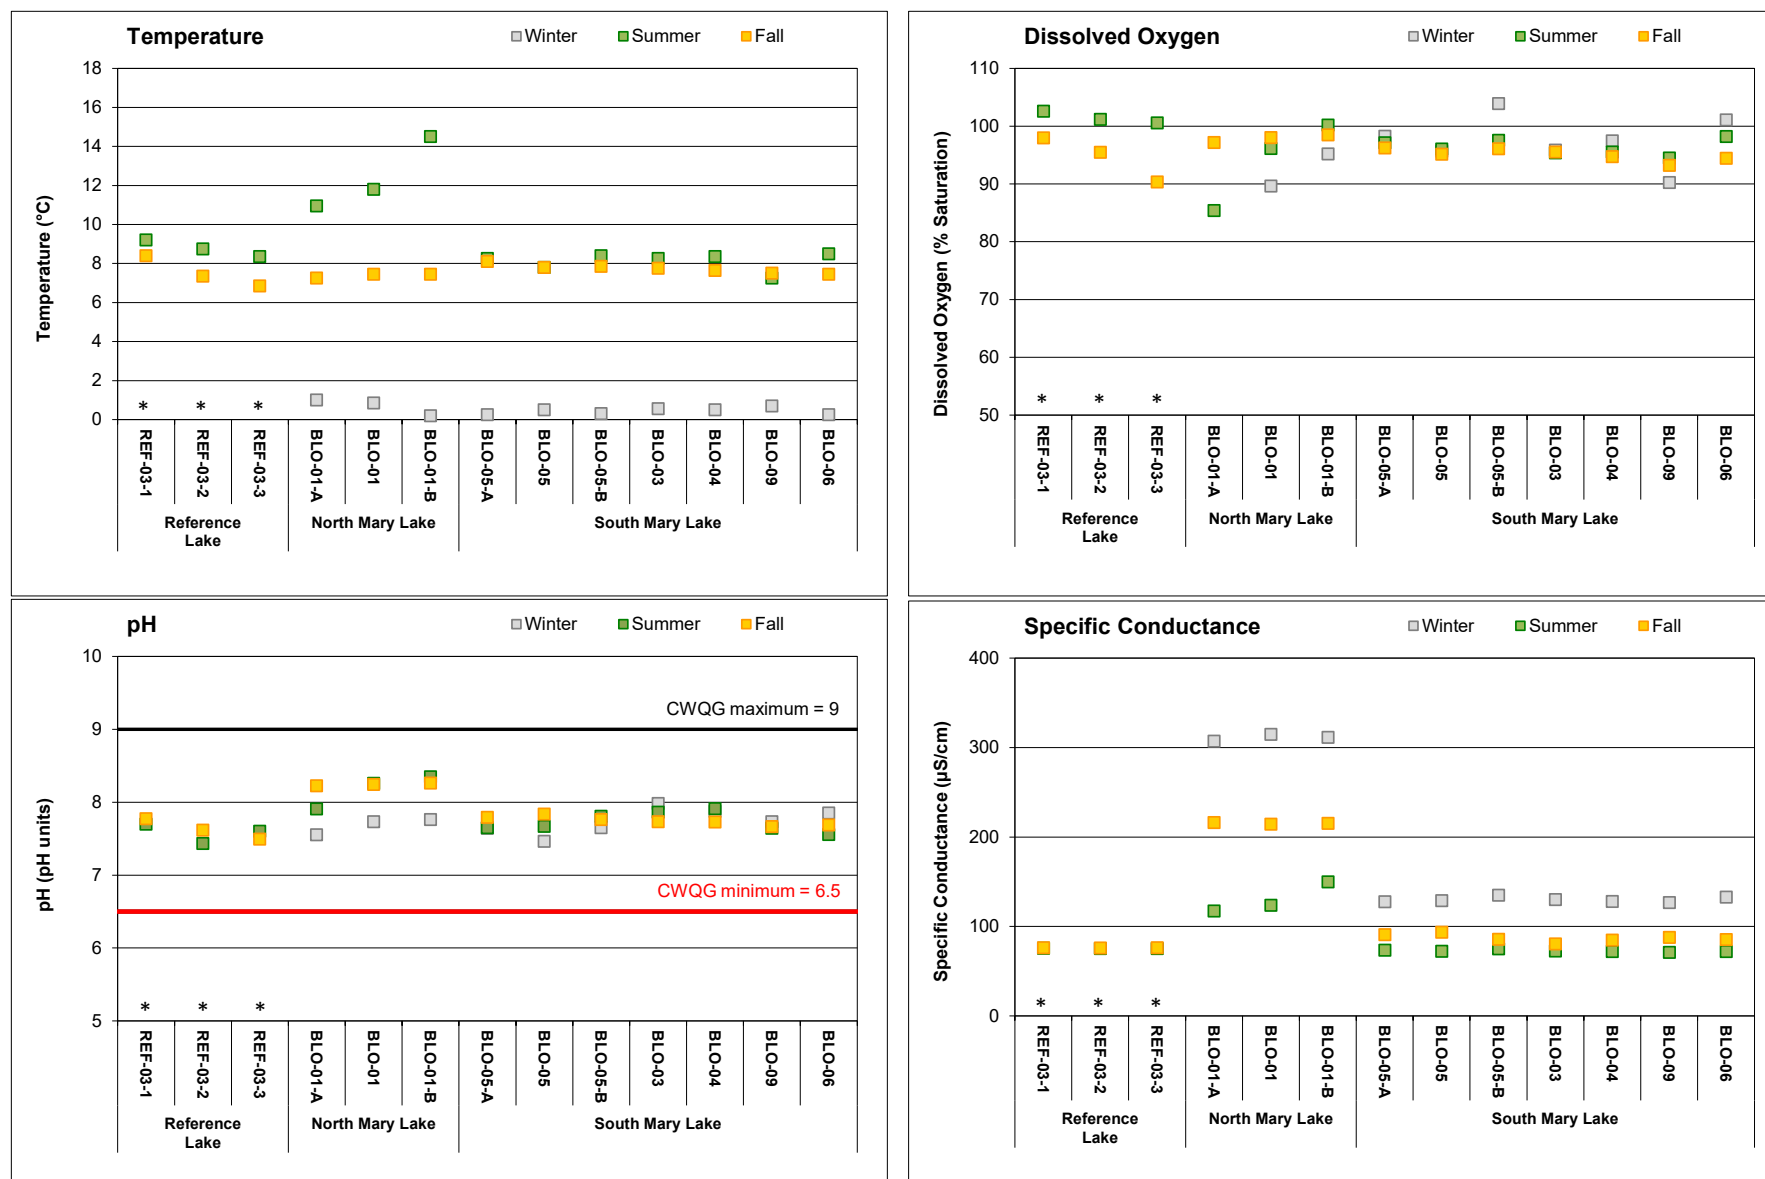 Temperature
Winter Summer Fall
18
16
14
12
10
8
6
4
2
0
Temperature (°C)
* * *
REF-03-1 REF-03-2 REF-03-3 BLO-01-A BLO-01 BLO-01-B BLO-05-A BLO-05 BLO-05-B BLO-03 BLO-04 BLO-09 BLO-06
Reference Lake North Mary Lake South Mary Lake
Dissolved Oxygen
Winter Summer Fall
110
100
90
80
70
60
50
Dissolved Oxygen (% Saturation)
* * *
REF-03-1 REF-03-2 REF-03-3 BLO-01-A BLO-01 BLO-01-B BLO-05-A BLO-05 BLO-05-B BLO-03 BLO-04 BLO-09 BLO-06
Reference Lake North Mary Lake South Mary Lake
pH
Winter Summer Fall
10
9
8
7
6
5
pH (pH units)
CWQG maximum = 9
CWQG minimum = 6.5
* * *
REF-03-1 REF-03-2 REF-03-3 BLO-01-A BLO-01 BLO-01-B BLO-05-A BLO-05 BLO-05-B BLO-03 BLO-04 BLO-09 BLO-06
Reference Lake North Mary Lake South Mary Lake
Specific Conductance
Winter Summer Fall
400
300
200
100
0
Specific Conductance (µS/cm)
* * *
REF-03-1 REF-03-2 REF-03-3 BLO-01-A BLO-01 BLO-01-B BLO-05-A BLO-05 BLO-05-B BLO-03 BLO-04 BLO-09 BLO-06
Reference Lake North Mary Lake South Mary Lake